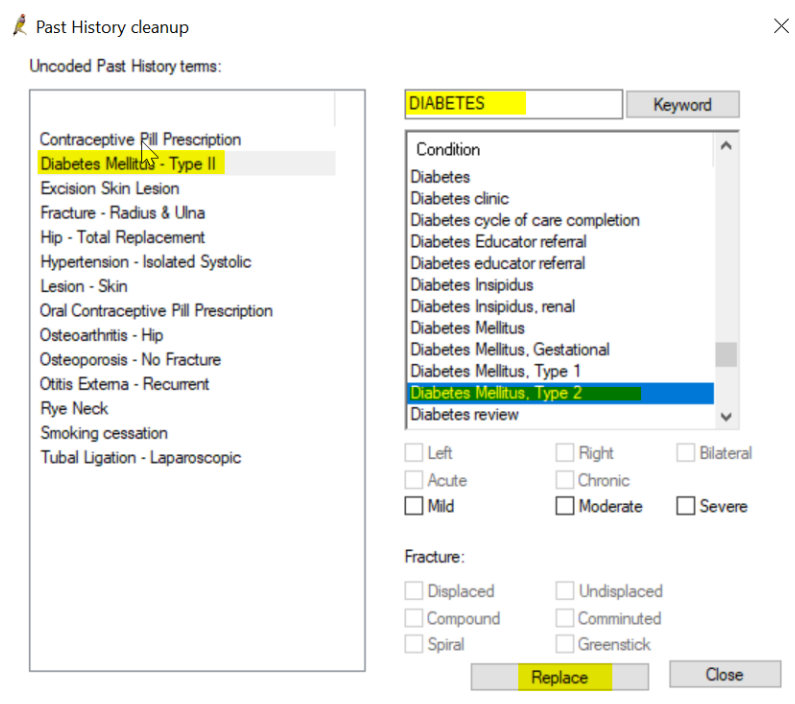 Past History cleanup
Uncoded Past History terms:
Contraceptive Pill Prescription
Diabetes Mellitus - Type II
Excision Skin Lesion
Fracture - Radius & Ulna
Hip - Total Replacement
Hypertension - Isolated Systolic
Lesion - Skin
Oral Contraceptive Pill Prescription
Osteoarthritis - Hip
Osteoporosis - No Fracture
Otitis Externa - Recurrent
Rye Neck
Smoking cessation
Tubal Ligation - Laparoscopic
DIABETES
Keyword
Condition
Diabetes
Diabetes clinic
Diabetes cycle of care completion
Diabetes Educator referral
Diabetes educator referral
Diabetes Insipidus
Diabetes Insipidus, renal
Diabetes Mellitus
Diabetes Mellitus, Gestational
Diabetes Mellitus, Type 1
Diabetes Mellitus, Type 2
Diabetes review
Left Right Bilateral
Acute Chronic
Mild Moderate Severe
Fracture:
Displaced Undisplaced
Compound Comminuted
Spiral Greenstick
Replace Close